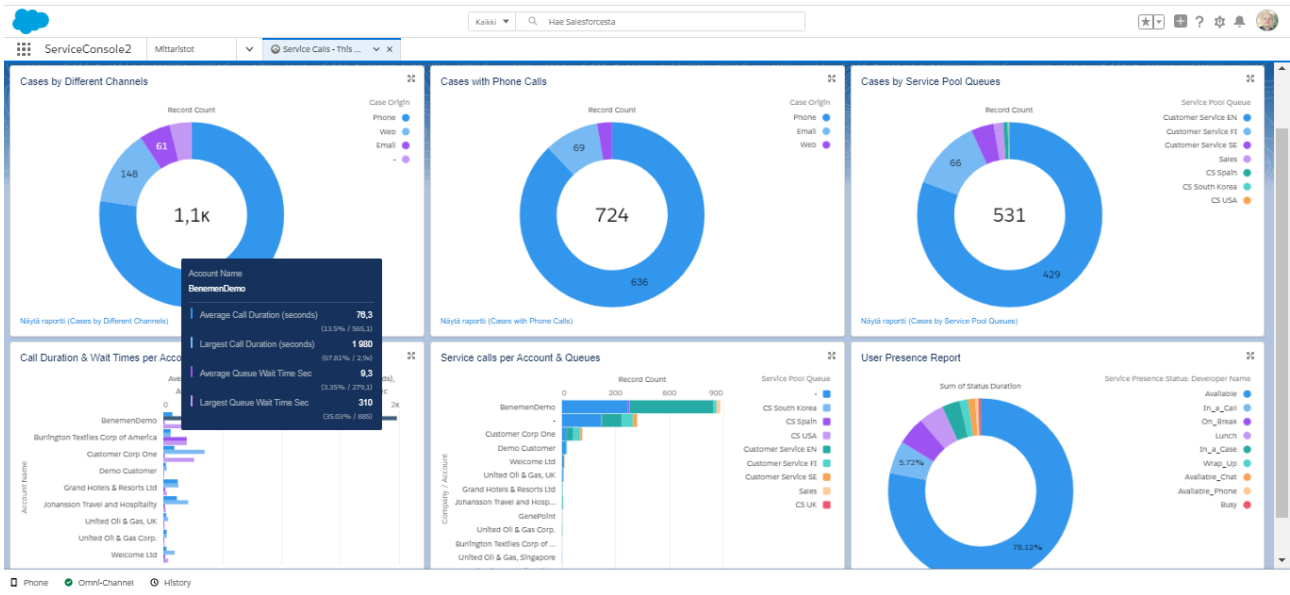 Kaikki
Hae Salesforcesta
ServiceConsole2
Mittaristot
Service Calls - This ...
Cases by Different Channels
Record Count
Case Origin
Phone
Web
Email
-
61
148
1,1K
Näytä raportti (Cases by Different Channels)
Cases with Phone Calls
Record Count
Case Origin
Phone
Email
Web
69
724
636
Näytä raportti (Cases with Phone Calls)
Cases by Service Pool Queues
Record Count
Service Pool Queue
Customer Service EN
Customer Service FI
Customer Service SE
Sales
CS Spain
CS South Korea
CS USA
66
531
429
Näytä raportti (Cases by Service Pool Queues)
Account Name
BenemenDemo
Average Call Duration (seconds) 76,3
(13.5% / 565,1)
Largest Call Duration (seconds) 1 980
(67.81% / 2,9к)
Average Queue Wait Time Sec 9,3
(3.35% / 279,1)
Largest Queue Wait Time Sec 310
(35.03% / 885)
Call Duration & Wait Times per Acco
Ave
ds),
A
ec
0
2K
Account Name
BenemenDemo
Burlington Textiles Corp of America
Customer Corp One
Demo Customer
Grand Hotels & Resorts Ltd
Johansson Travel and Hospitality
United Oil & Gas, UK
United Oil & Gas Corp.
Welcome Ltd
Service calls per Account & Queues
Record Count
0 300 600 900
Company / Account
BenemenDemo
-
Customer Corp One
Demo Customer
Welcome Ltd
United Oil & Gas, UK
Grand Hotels & Resorts Ltd
Johansson Travel and Hosp...
GenePoint
United Oil & Gas Corp.
Burlington Textiles Corp of ...
United Oil & Gas, Singapore
Service Pool Queue
-
CS South Korea
CS Spain
CS USA
Customer Service EN
Customer Service FI
Customer Service SE
Sales
CS UK
User Presence Report
Sum of Status Duration
Service Presence Status: Developer Name
Available
In_a_Call
On_Break
Lunch
In_a_Case
Wrap_Up
Available_Chat
Available_Phone
Busy
5.72%
78.13%
Phone
Omni-Channel
History